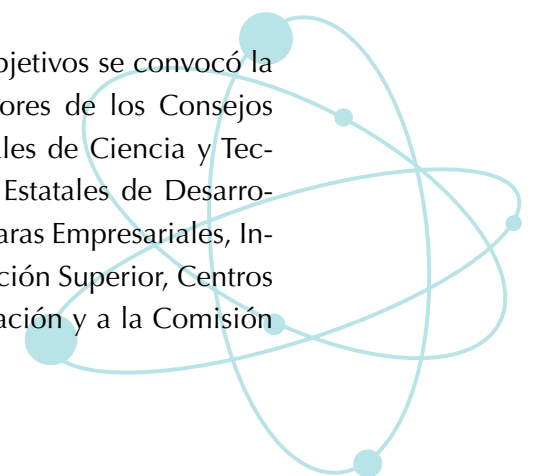 bjetivos se convocó la
ores de los Consejos
les de Ciencia y Tec-
Estatales de Desarro-
aras Empresariales, In-
ción Superior, Centros
ación y a la Comisión